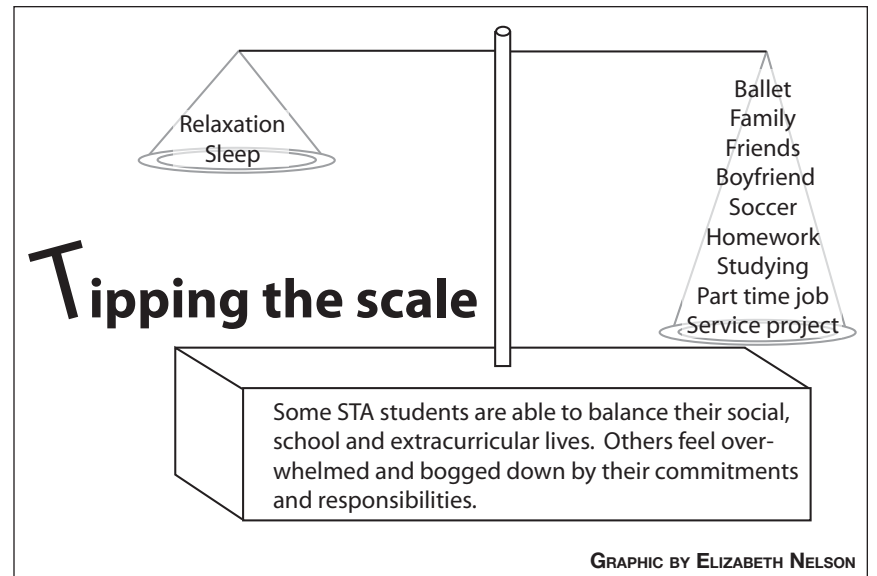 Relaxation
Sleep
Ballet
Family
Friends
Boyfriend
Soccer
Homework
Studying
Part time job
Service project
Tipping the scale
Some STA students are able to balance their social,
school and extracurricular lives. Others feel over-
whelmed and bogged down by their commitments
and responsibilities.
GRAPHIC BY ELIZABETH NELSON